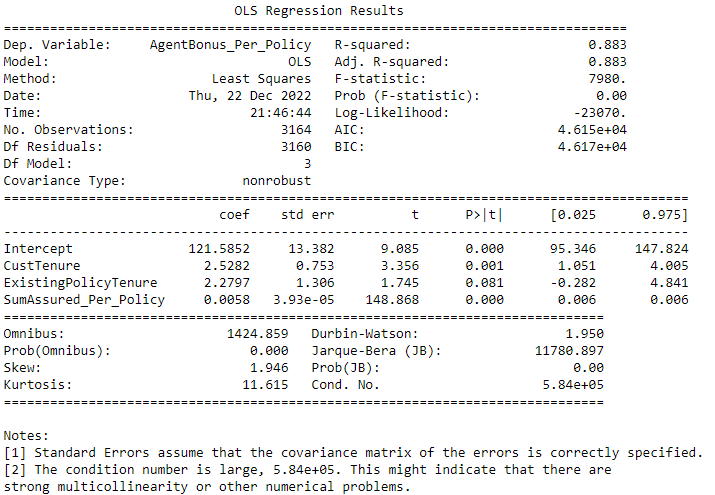 OLS Regression Results
==============================================================================
Dep. Variable:     AgentBonus_Per_Policy   R-squared:                       0.883
Model:                               OLS   Adj. R-squared:                  0.883
Method:                    Least Squares   F-statistic:                     7980.
Date:                   Thu, 22 Dec 2022   Prob (F-statistic):               0.00
Time:                           21:46:44   Log-Likelihood:                -23070.
No. Observations:                   3164   AIC:                         4.615e+04
Df Residuals:                       3160   BIC:                         4.617e+04
Df Model:                              3
Covariance Type:               nonrobust
==============================================================================
coef    std err          t      P>|t|      [0.025      0.975]
------------------------------------------------------------------------------
Intercept              121.5852     13.382      9.085      0.000      95.346     147.824
CustTenure               2.5282      0.753      3.356      0.001       1.051       4.005
ExistingPolicyTenure     2.2797      1.306      1.745      0.081      -0.282       4.841
SumAssured_Per_Policy    0.0058   3.93e-05    148.868      0.000       0.006       0.006
==============================================================================
Omnibus:                     1424.859   Durbin-Watson:                   1.950
Prob(Omnibus):                  0.000   Jarque-Bera (JB):            11780.897
Skew:                           1.946   Prob(JB):                         0.00
Kurtosis:                      11.615   Cond. No.                     5.84e+05
==============================================================================
Notes:
[1] Standard Errors assume that the covariance matrix of the errors is correctly specified.
[2] The condition number is large, 5.84e+05. This might indicate that there are
strong multicollinearity or other numerical problems.